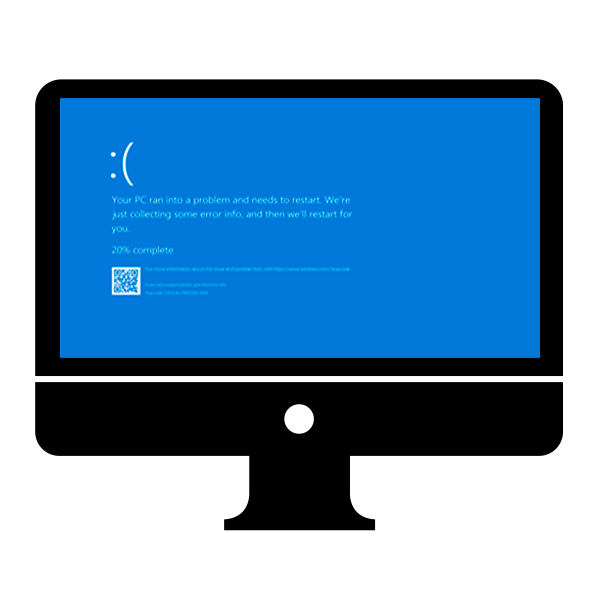 :(
Your PC ran into a problem and needs to restart. We're
just collecting some error info, and then we'll restart for
you.
20% complete
For more information about this issue and possible fixes, visit https://www.windows.com/stopcode